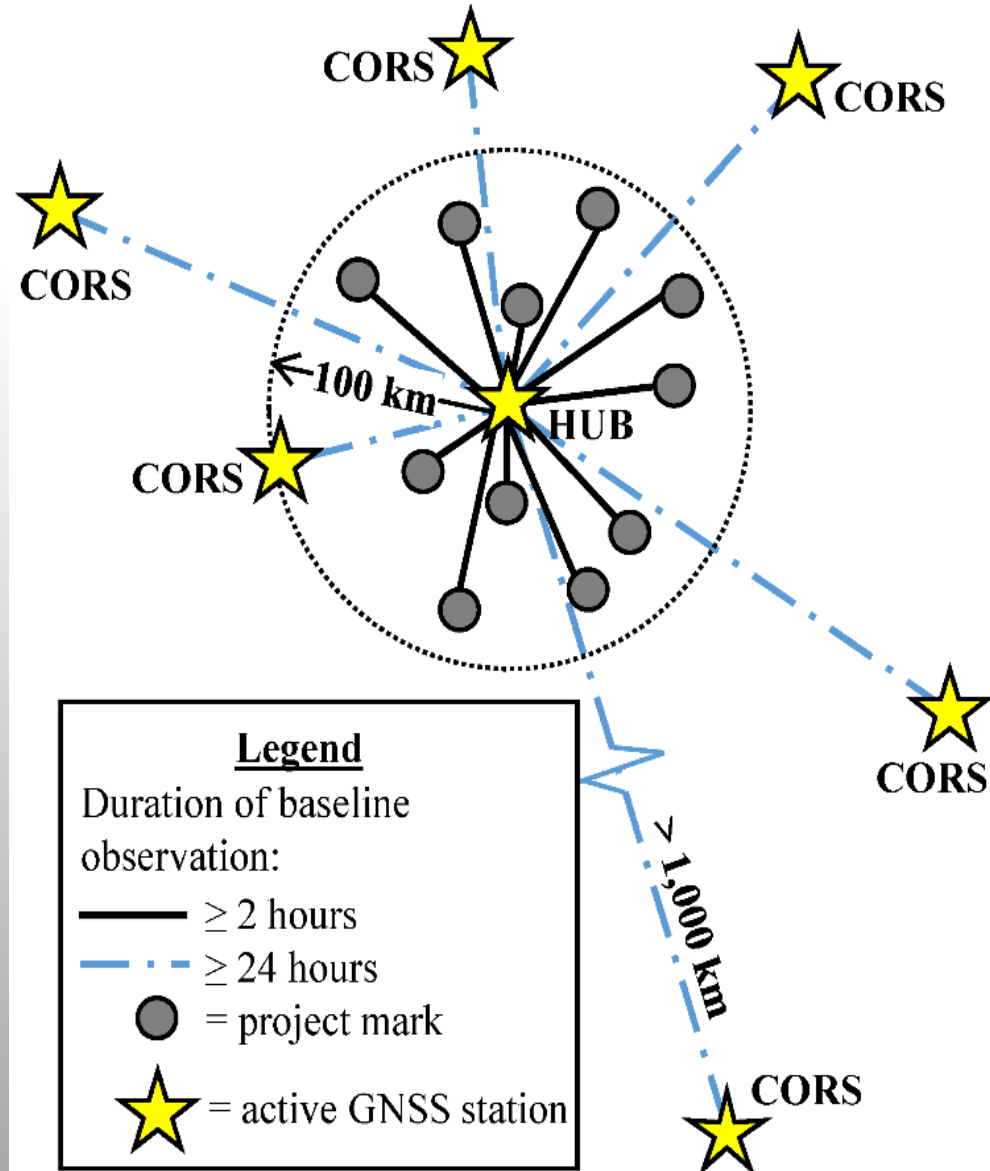 CORS
CORS
CORS
100 km
HUB
CORS
CORS
> 1,000 km
CORS
Legend
Duration of baseline
observation:
≥ 2 hours
≥ 24 hours
= project mark
= active GNSS station